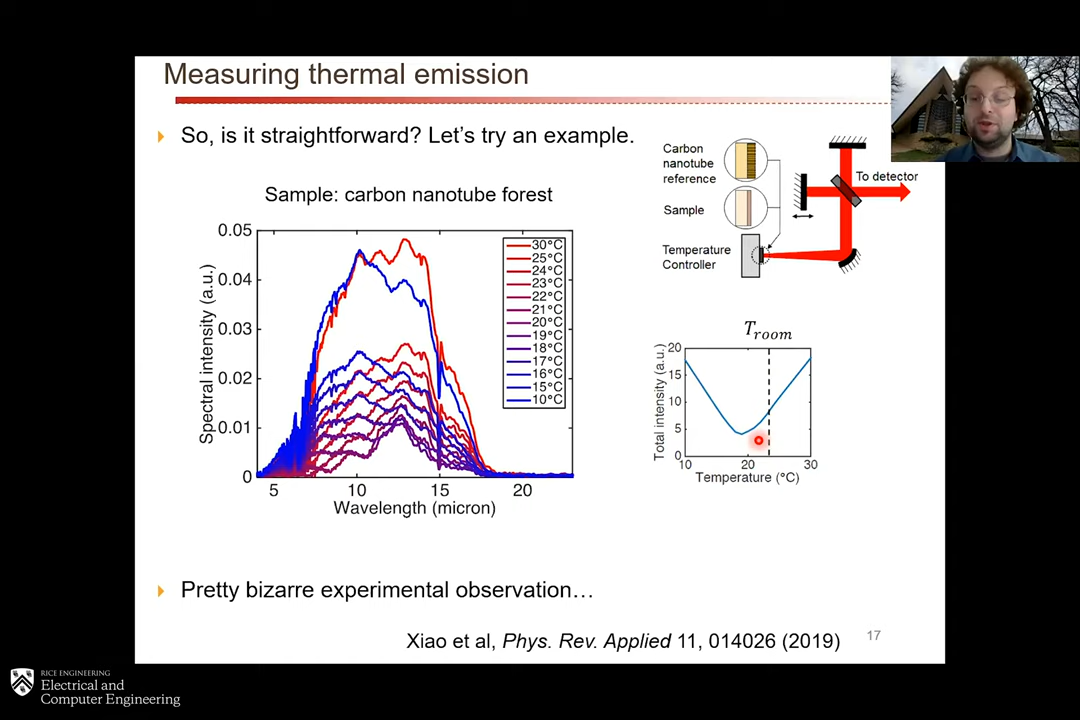 Measuring thermal emission
So, is it straightforward? Let's try an example.
Sample: carbon nanotube forest
0.05
0.04
0.03
0.02
0.01
0
Spectral intensity (a.u.)
5
10
15
20
Wavelength (micron)
30°C
25°C
24°C
23°C
22°C
21°C
20°C
19°C
18°C
17°C
16°C
15°C
10°C
Carbon
nanotube
reference
Sample
Temperature
Controller
To detector
Troom
20
15
10
5
0
Total intensity (a.u.)
10
20
30
Temperature (°C)
Pretty bizarre experimental observation…
Xiao et al, Phys. Rev. Applied 11, 014026 (2019)
17
RICE ENGINEERING
Electrical and
Computer Engineering